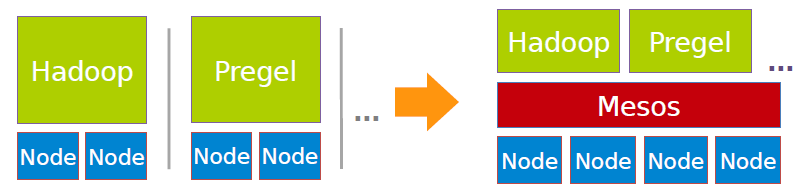 Hadoop
Node Node
Pregel
Node Node
...
Hadoop Pregel
...
Mesos
Node Node Node Node